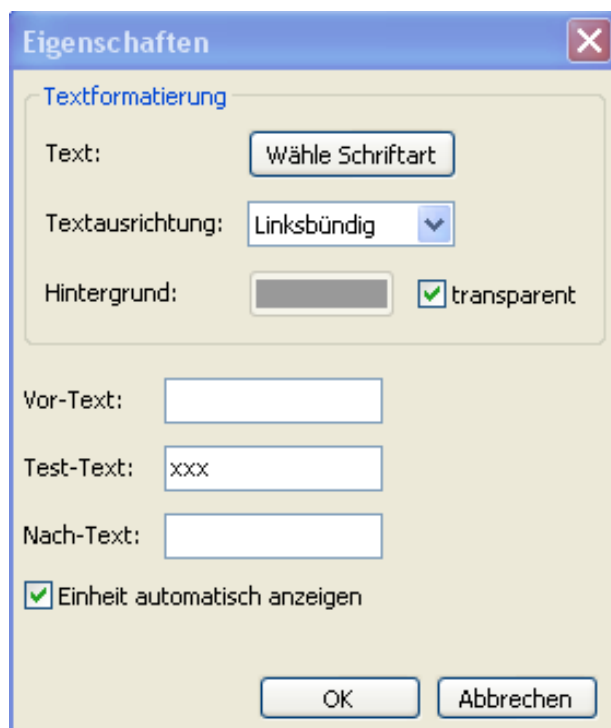 Eigenschaften
Textformatierung
Text: Wähle Schriftart
Textausrichtung: Linksbündig
Hintergrund: transparent
Vor-Text:
Test-Text: xxx
Nach-Text:
Einheit automatisch anzeigen
OK Abbrechen